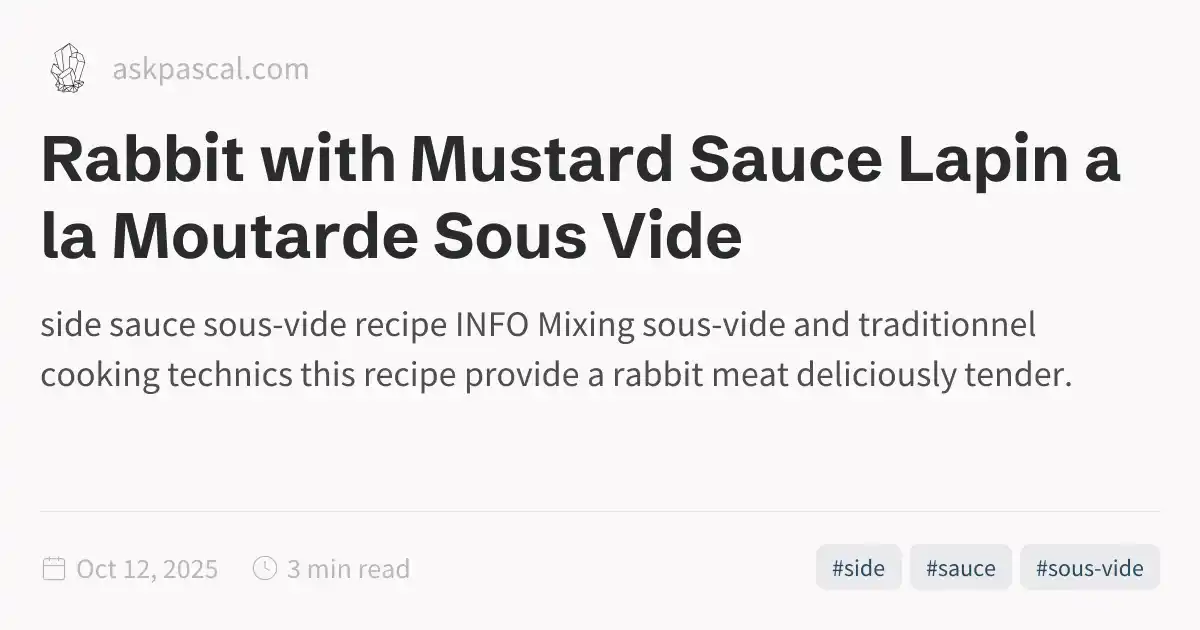 askpascal.com
Rabbit with Mustard Sauce Lapin a
la Moutarde Sous Vide
side sauce sous-vide recipe INFO Mixing sous-vide and traditionnel
cooking technics this recipe provide a rabbit meat deliciously tender.
Oct 12, 2025 3 min read #side #sauce #sous-vide